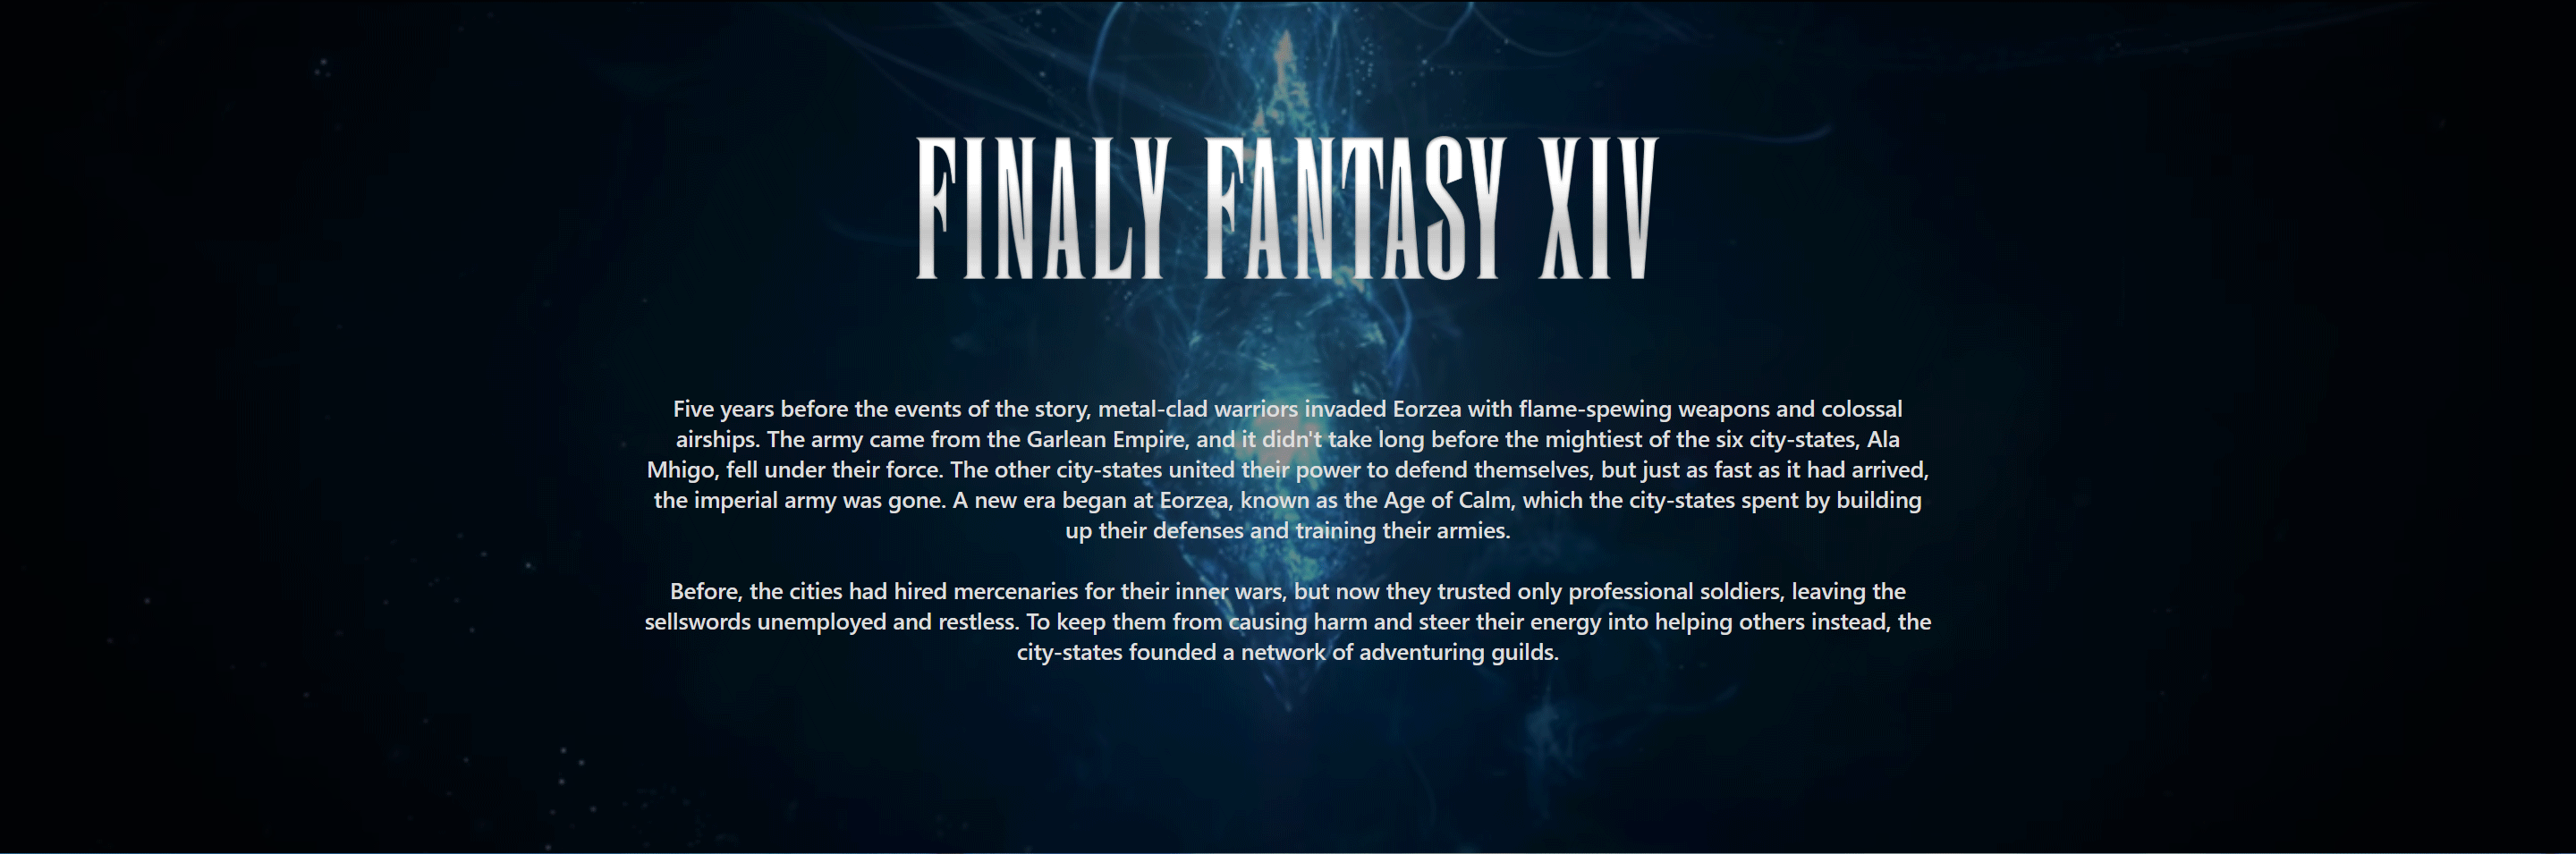 FINALY FANTASY XIV
Five years before the events of the story, metal-clad warriors invaded Eorzea with flame-spewing weapons and colossal
airships. The army came from the Garlean Empire, and it didn't take long before the mightiest of the six city-states, Ala
Mhigo, fell under their force. The other city-states united their power to defend themselves, but just as fast as it had arrived,
the imperial army was gone. A new era began at Eorzea, known as the Age of Calm, which the city-states spent by building
up their defenses and training their armies.
Before, the cities had hired mercenaries for their inner wars, but now they trusted only professional soldiers, leaving the
sellswords unemployed and restless. To keep them from causing harm and steer their energy into helping others instead, the
city-states founded a network of adventuring guilds.